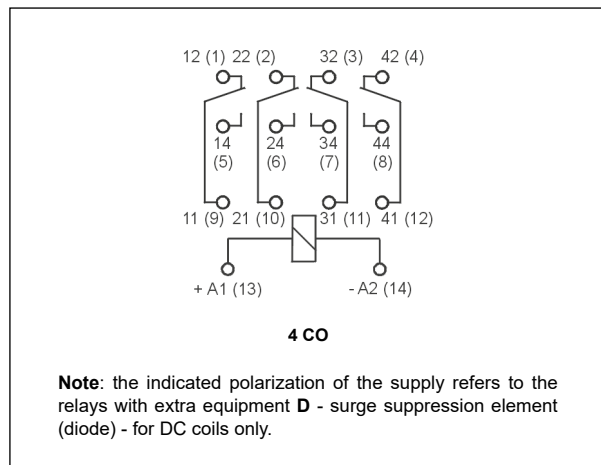 12 (1) 22 (2) 32 (3) 42 (4)
14 24 34 44
(5) (6) (7) (8)
11 (9) 21 (10) 31 (11) 41 (12)
+ A1 (13) - A2 (14)
4 CO
Note: the indicated polarization of the supply refers to the
relays with extra equipment D - surge suppression element
(diode) - for DC coils only.